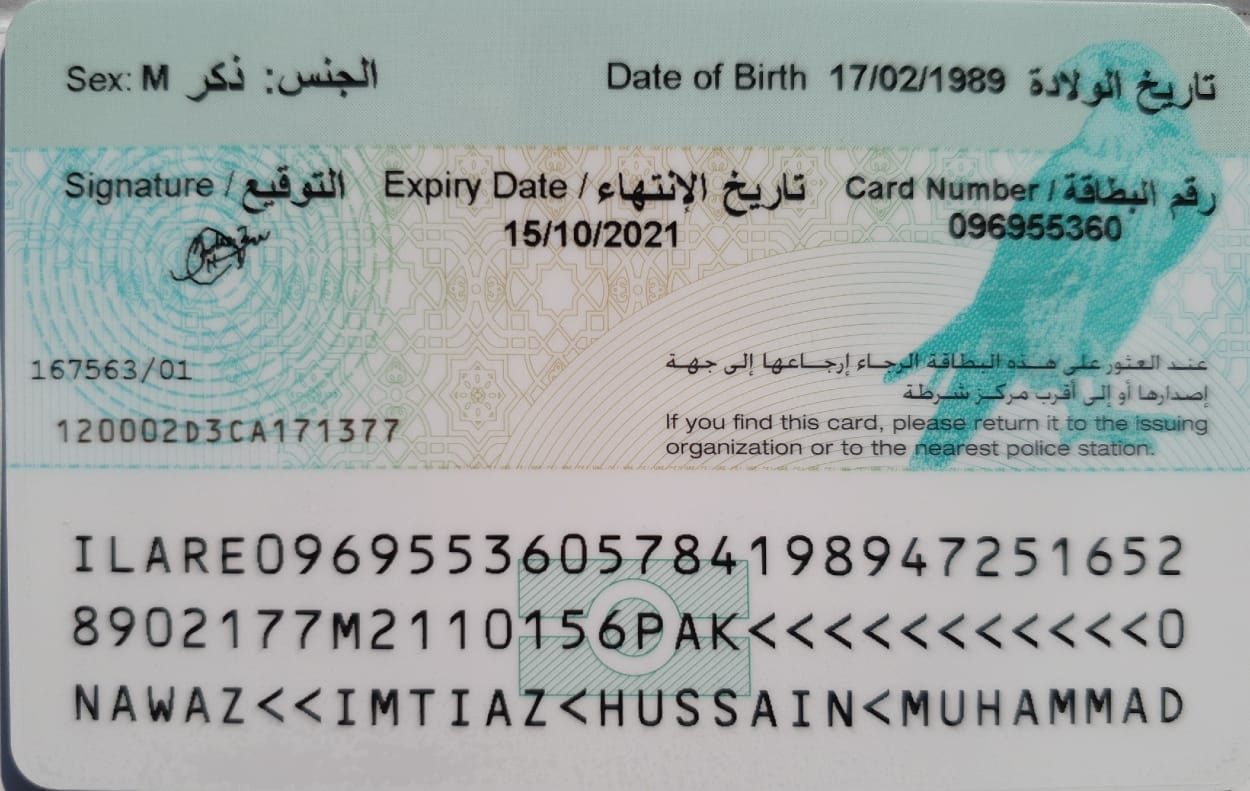 Sex: M الجنس: ذكر
Date of Birth 17/02/1989 تاريخ الولادة
Signature / التوقيع
Expiry Date / تاريخ الإنتهاء
15/10/2021
Card Number / رقم البطاقة
096955360
167563/01
120002D3CA171377
عند العثور على هذه البطاقة الرجاء إرجاعها إلى جهة
إصدارها أو إلى أقرب مركز شرطة
If you find this card, please return it to the issuing
organization or to the nearest police station.
ILARE0969553605784198947251652
8902177M2110156PAK<<<<<<<<<<<0
NAWAZ<<IMTIAZ<HUSSAIN<MUHAMMAD